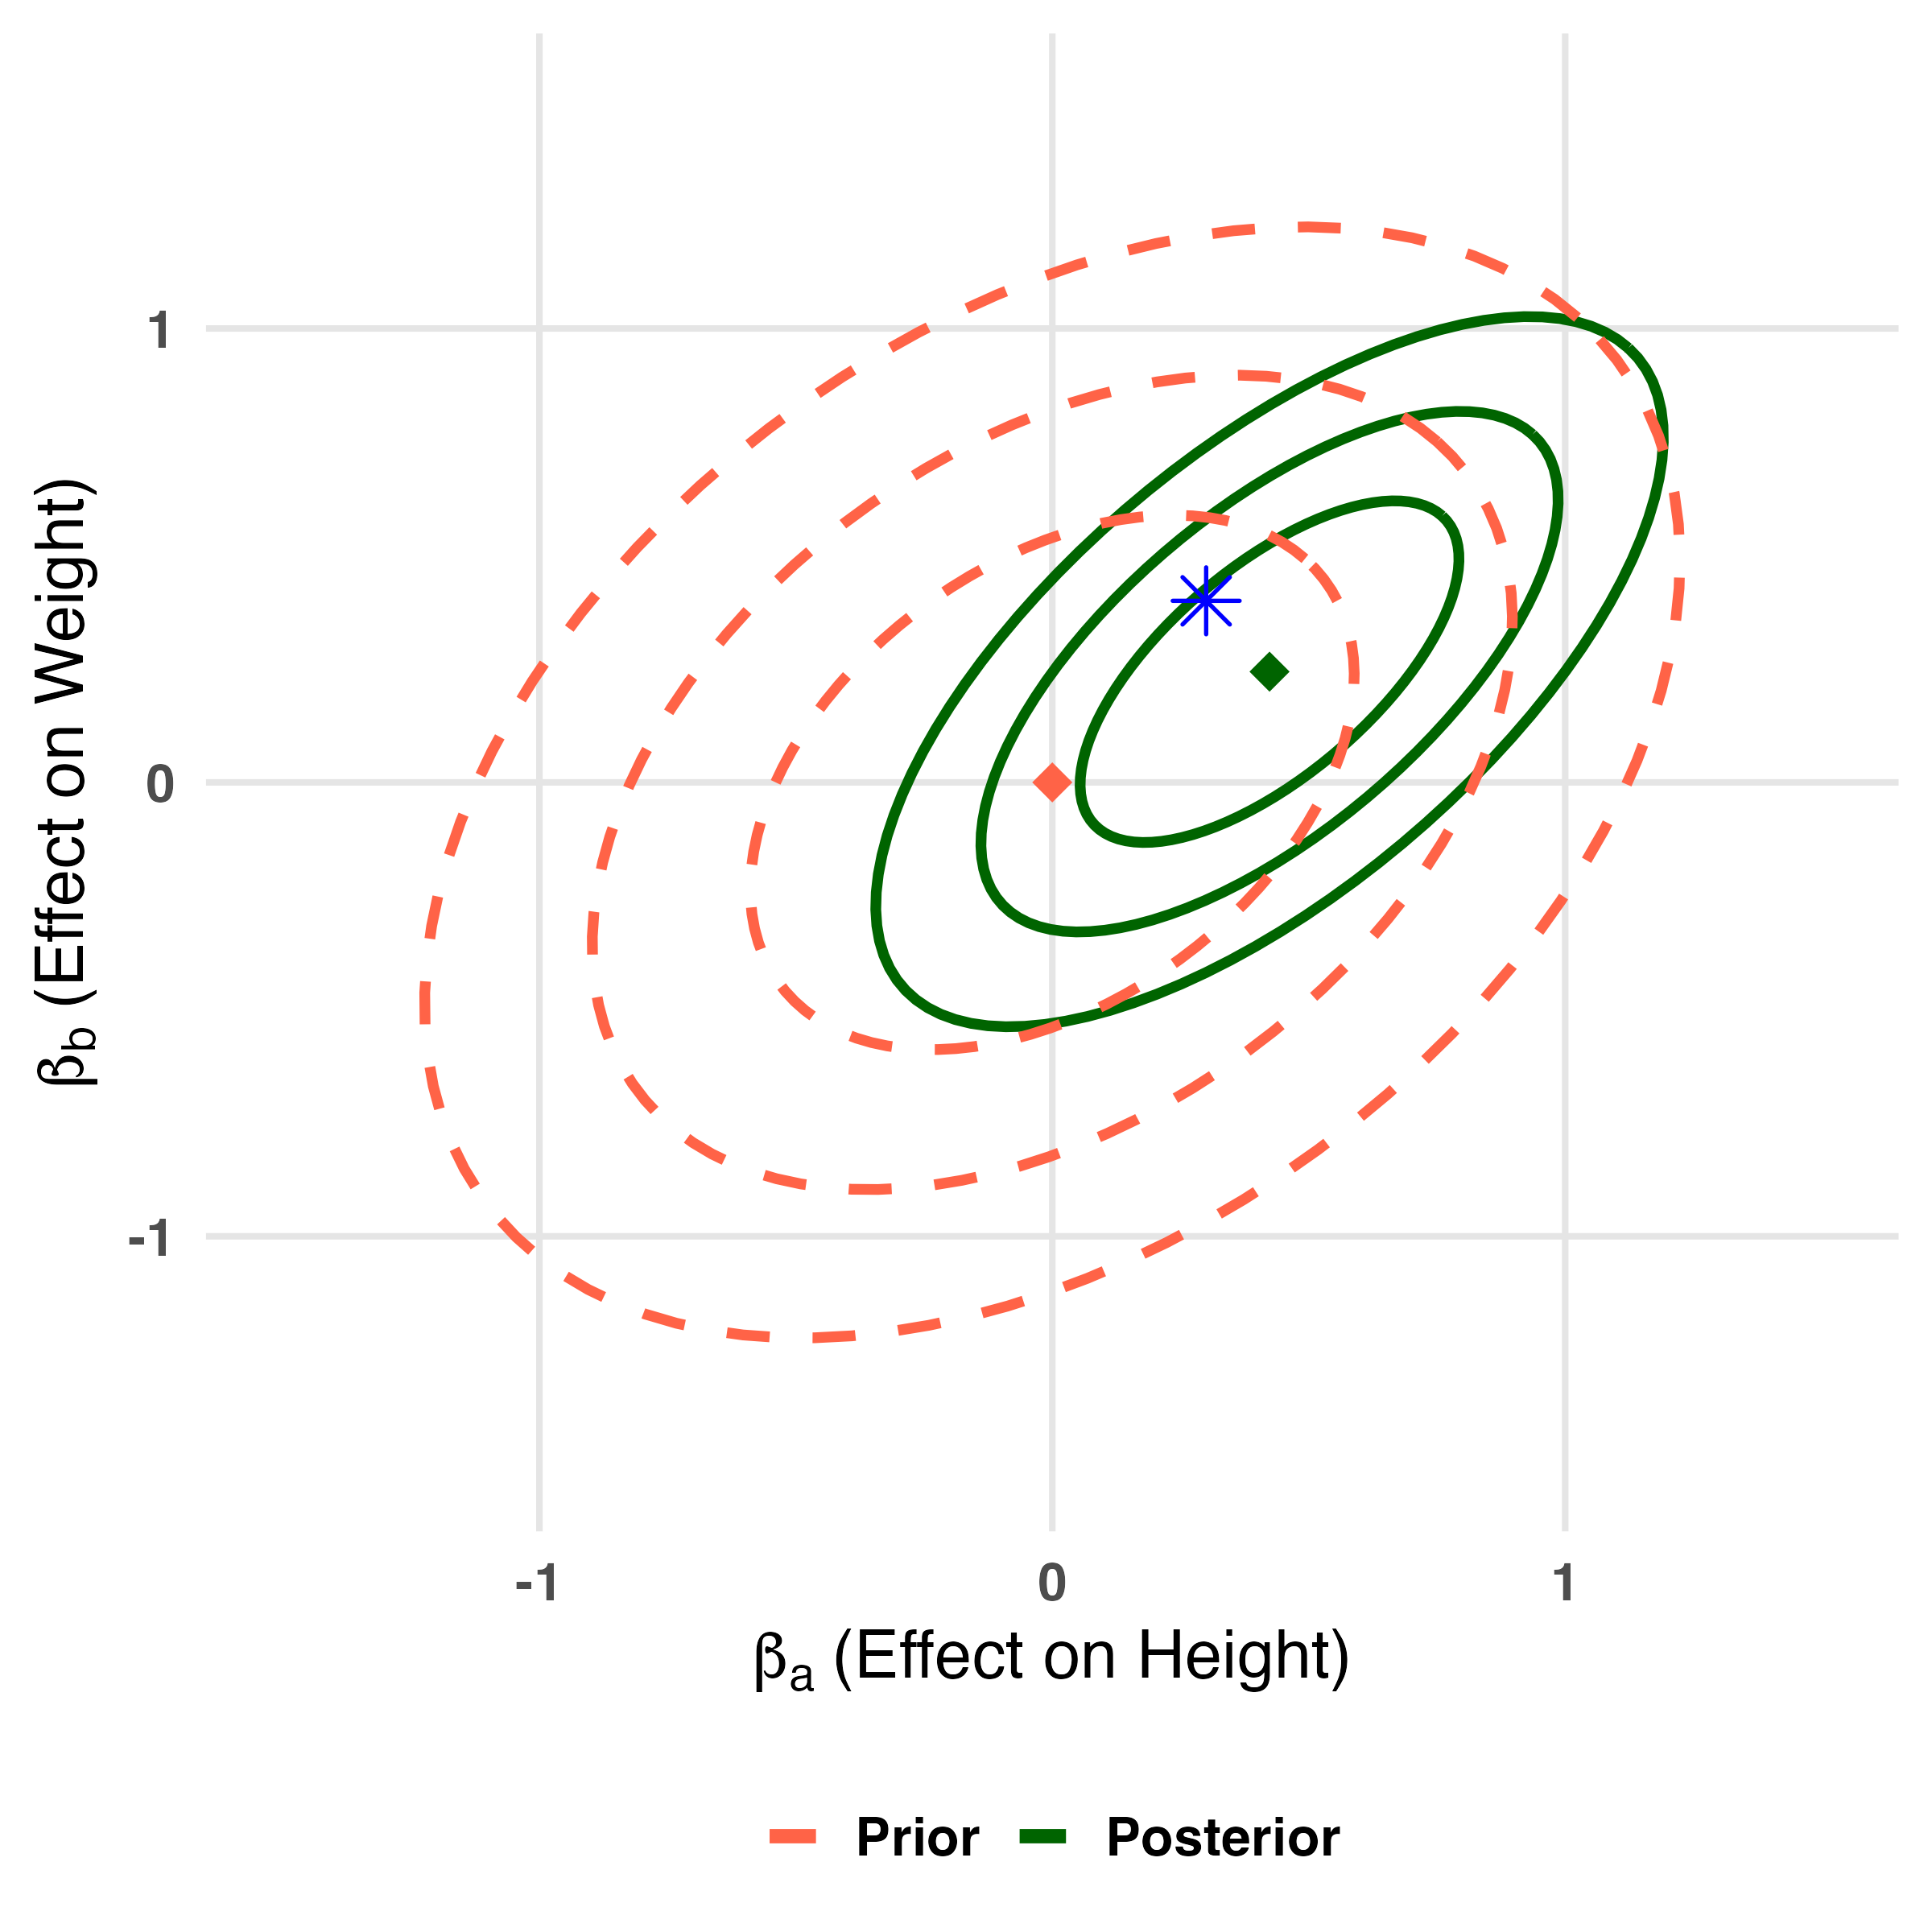 βb (Effect on Weight)
1
0
-1
-1 0 1
βa (Effect on Height)
Prior Posterior